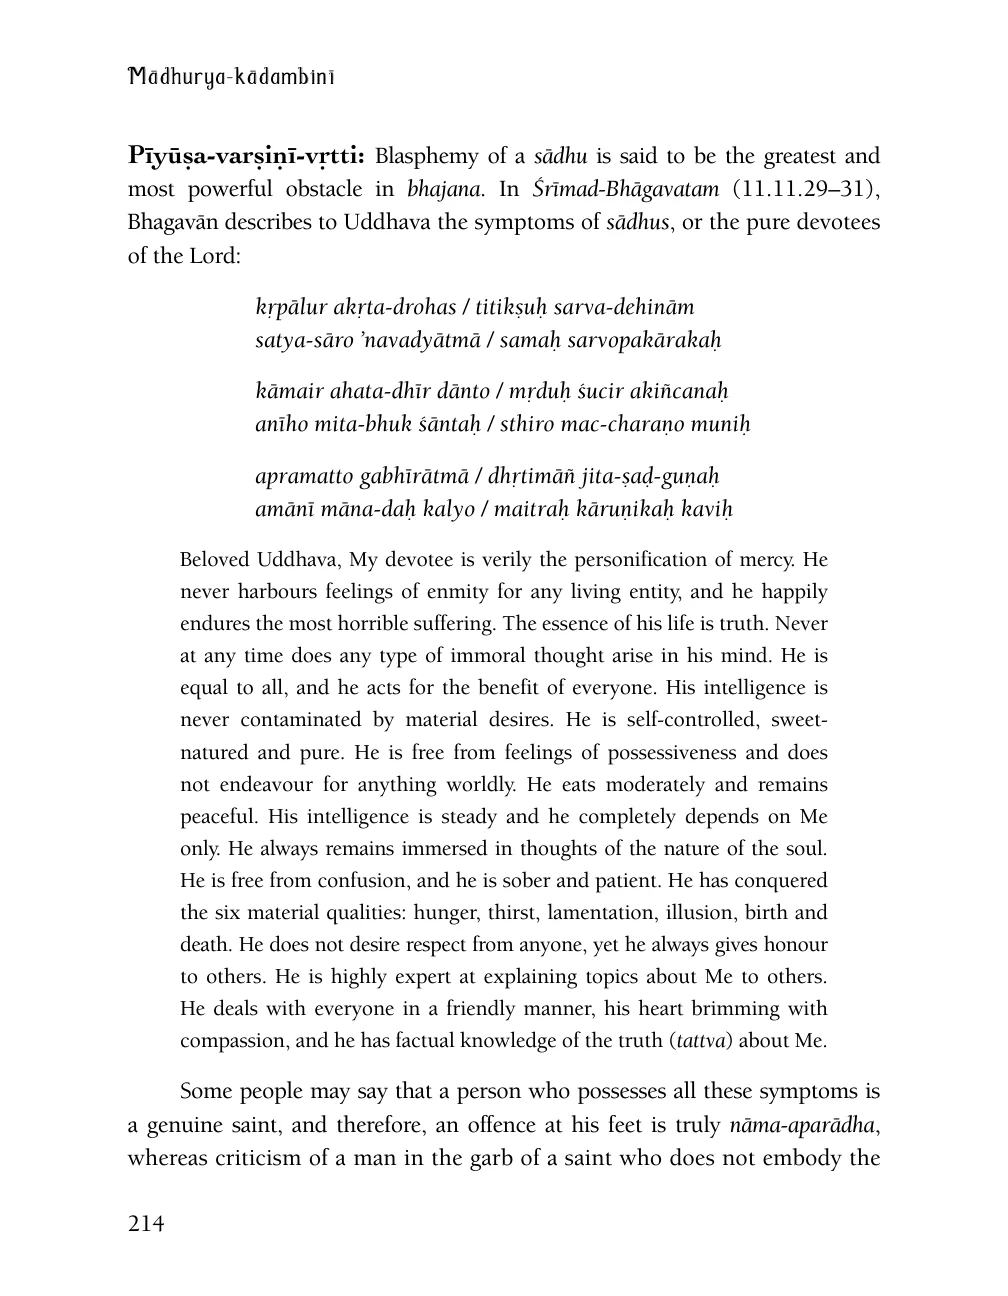 Mādhurya-kādambinī
Pīyūṣa-varṣiṇī-vṛtti: Blasphemy of a sādhu is said to be the greatest and
most powerful obstacle in bhajana. In Śrīmad-Bhāgavatam (11.11.29–31),
Bhagavān describes to Uddhava the symptoms of sādhus, or the pure devotees
of the Lord:
kṛpālur akṛta-drohas / titikṣuḥ sarva-dehinām
satya-sāro ’navadyātmā / samaḥ sarvopakārakaḥ
kāmair ahata-dhīr dānto / mṛduḥ śucir akiñcanaḥ
anīho mita-bhuk śāntaḥ / sthiro mac-charaṇo muniḥ
apramatto gabhīrātmā / dhṛtimāñ jita-ṣaḍ-guṇaḥ
amānī māna-daḥ kalyo / maitraḥ kāruṇikaḥ kaviḥ
Beloved Uddhava, My devotee is verily the personification of mercy. He
never harbours feelings of enmity for any living entity, and he happily
endures the most horrible suffering. The essence of his life is truth. Never
at any time does any type of immoral thought arise in his mind. He is
equal to all, and he acts for the benefit of everyone. His intelligence is
never contaminated by material desires. He is self-controlled, sweet-
natured and pure. He is free from feelings of possessiveness and does
not endeavour for anything worldly. He eats moderately and remains
peaceful. His intelligence is steady and he completely depends on Me
only. He always remains immersed in thoughts of the nature of the soul.
He is free from confusion, and he is sober and patient. He has conquered
the six material qualities: hunger, thirst, lamentation, illusion, birth and
death. He does not desire respect from anyone, yet he always gives honour
to others. He is highly expert at explaining topics about Me to others.
He deals with everyone in a friendly manner, his heart brimming with
compassion, and he has factual knowledge of the truth (tattva) about Me.
Some people may say that a person who possesses all these symptoms is
a genuine saint, and therefore, an offence at his feet is truly nāma-aparādha,
whereas criticism of a man in the garb of a saint who does not embody the
214